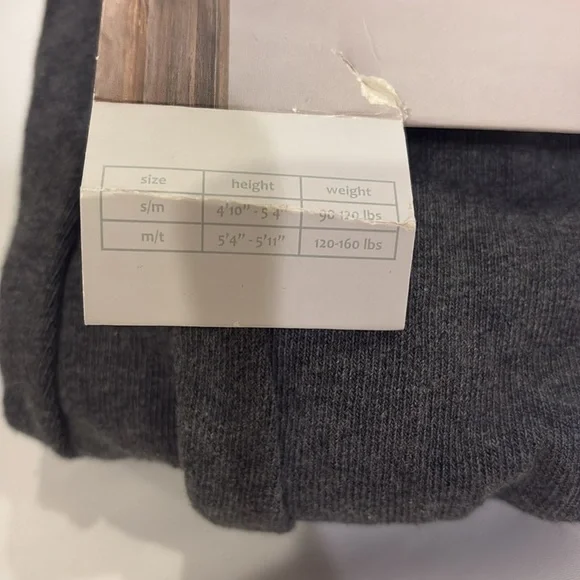 size height weight
s/m 4'10" - 5'4" 90-120 lbs
m/t 5'4" - 5'11" 120-160 lbs